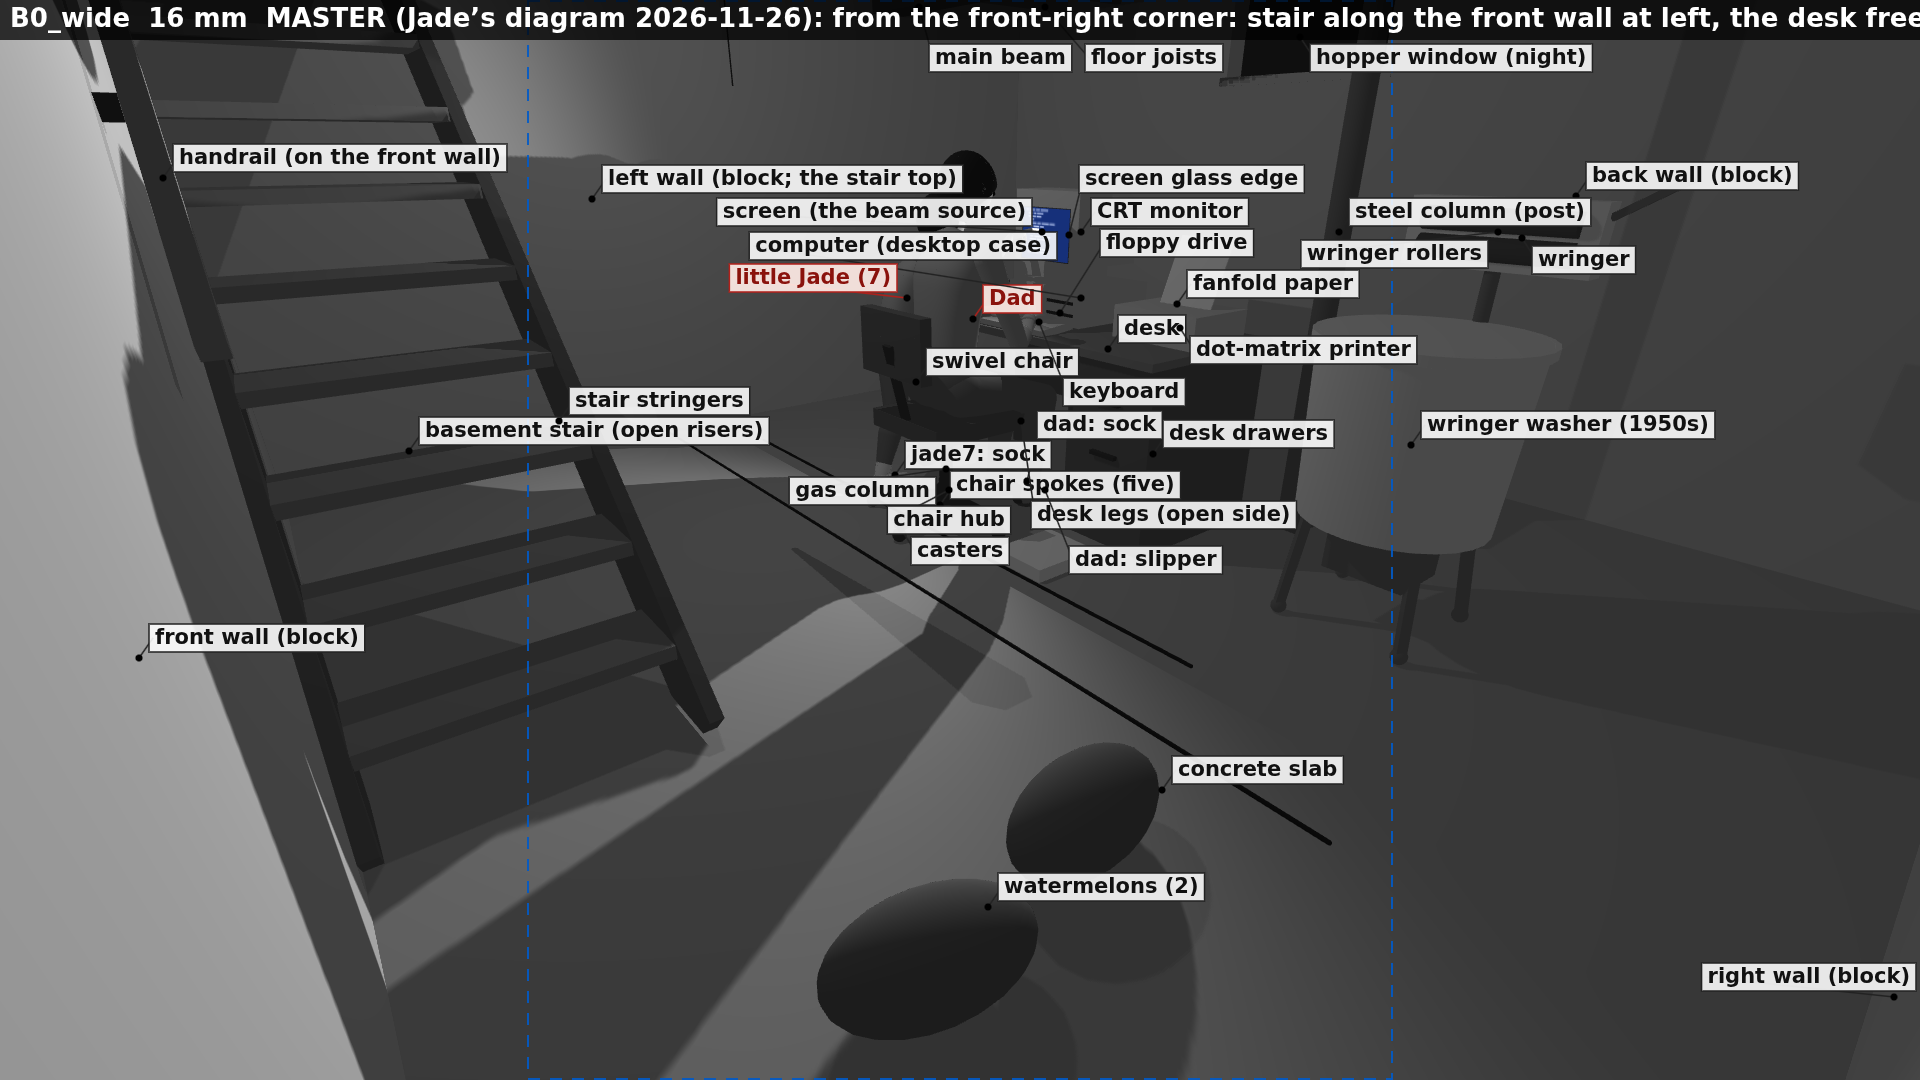 B0_wide 16 mm MASTER (Jade’s diagram 2026-11-26): from the front-right corner: stair along the front wall at left, the desk free
main beam
floor joists
hopper window (night)
handrail (on the front wall)
left wall (block; the stair top)
screen glass edge
back wall (block)
screen (the beam source)
CRT monitor
steel column (post)
computer (desktop case)
floppy drive
wringer rollers
wringer
little Jade (7)
Dad
fanfold paper
desk
dot-matrix printer
swivel chair
keyboard
stair stringers
basement stair (open risers)
dad: sock
desk drawers
wringer washer (1950s)
jade7: sock
gas column
chair spokes (five)
chair hub
desk legs (open side)
casters
dad: slipper
front wall (block)
concrete slab
watermelons (2)
right wall (block)